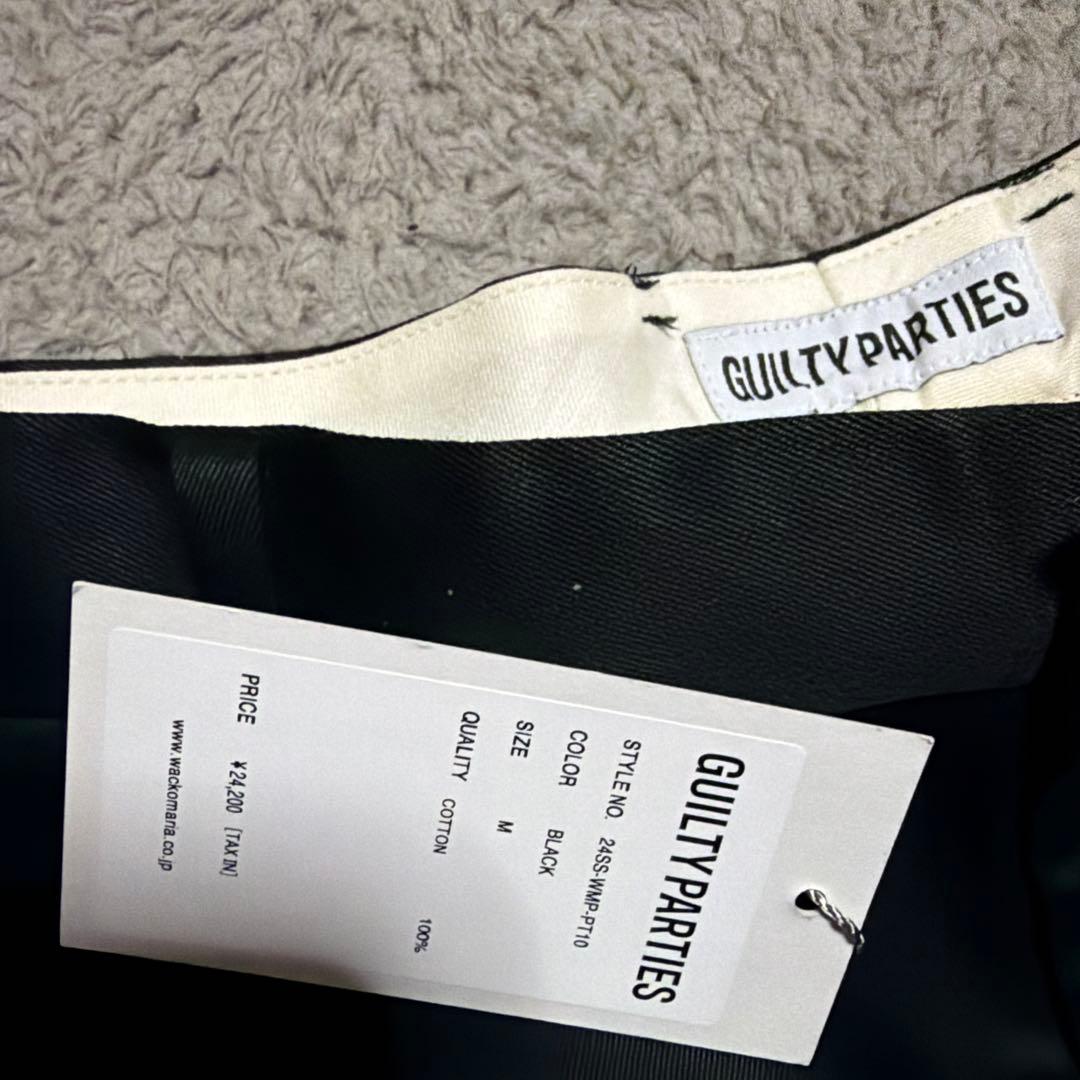 GUILTY PARTIES
GUILTY PARTIES
STYLE NO. 24SS-WMP-PT10
COLOR BLACK
SIZE M
QUALITY COTTON 100%
PRICE ¥24,200 [TAX IN]
www.wackomaria.co.jp